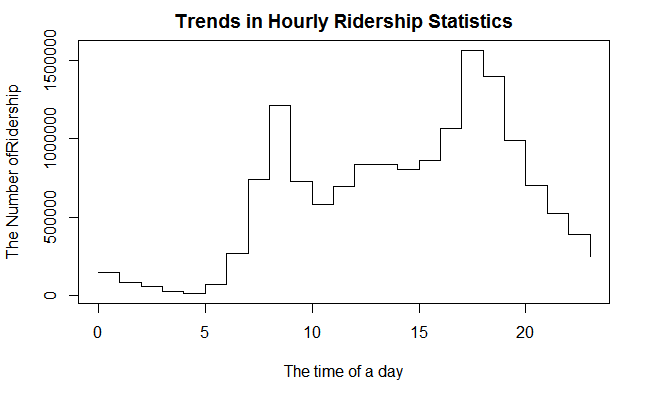 Trends in Hourly Ridership Statistics
The Number ofRidership
1500000
1000000
500000
0
0 5 10 15 20
The time of a day